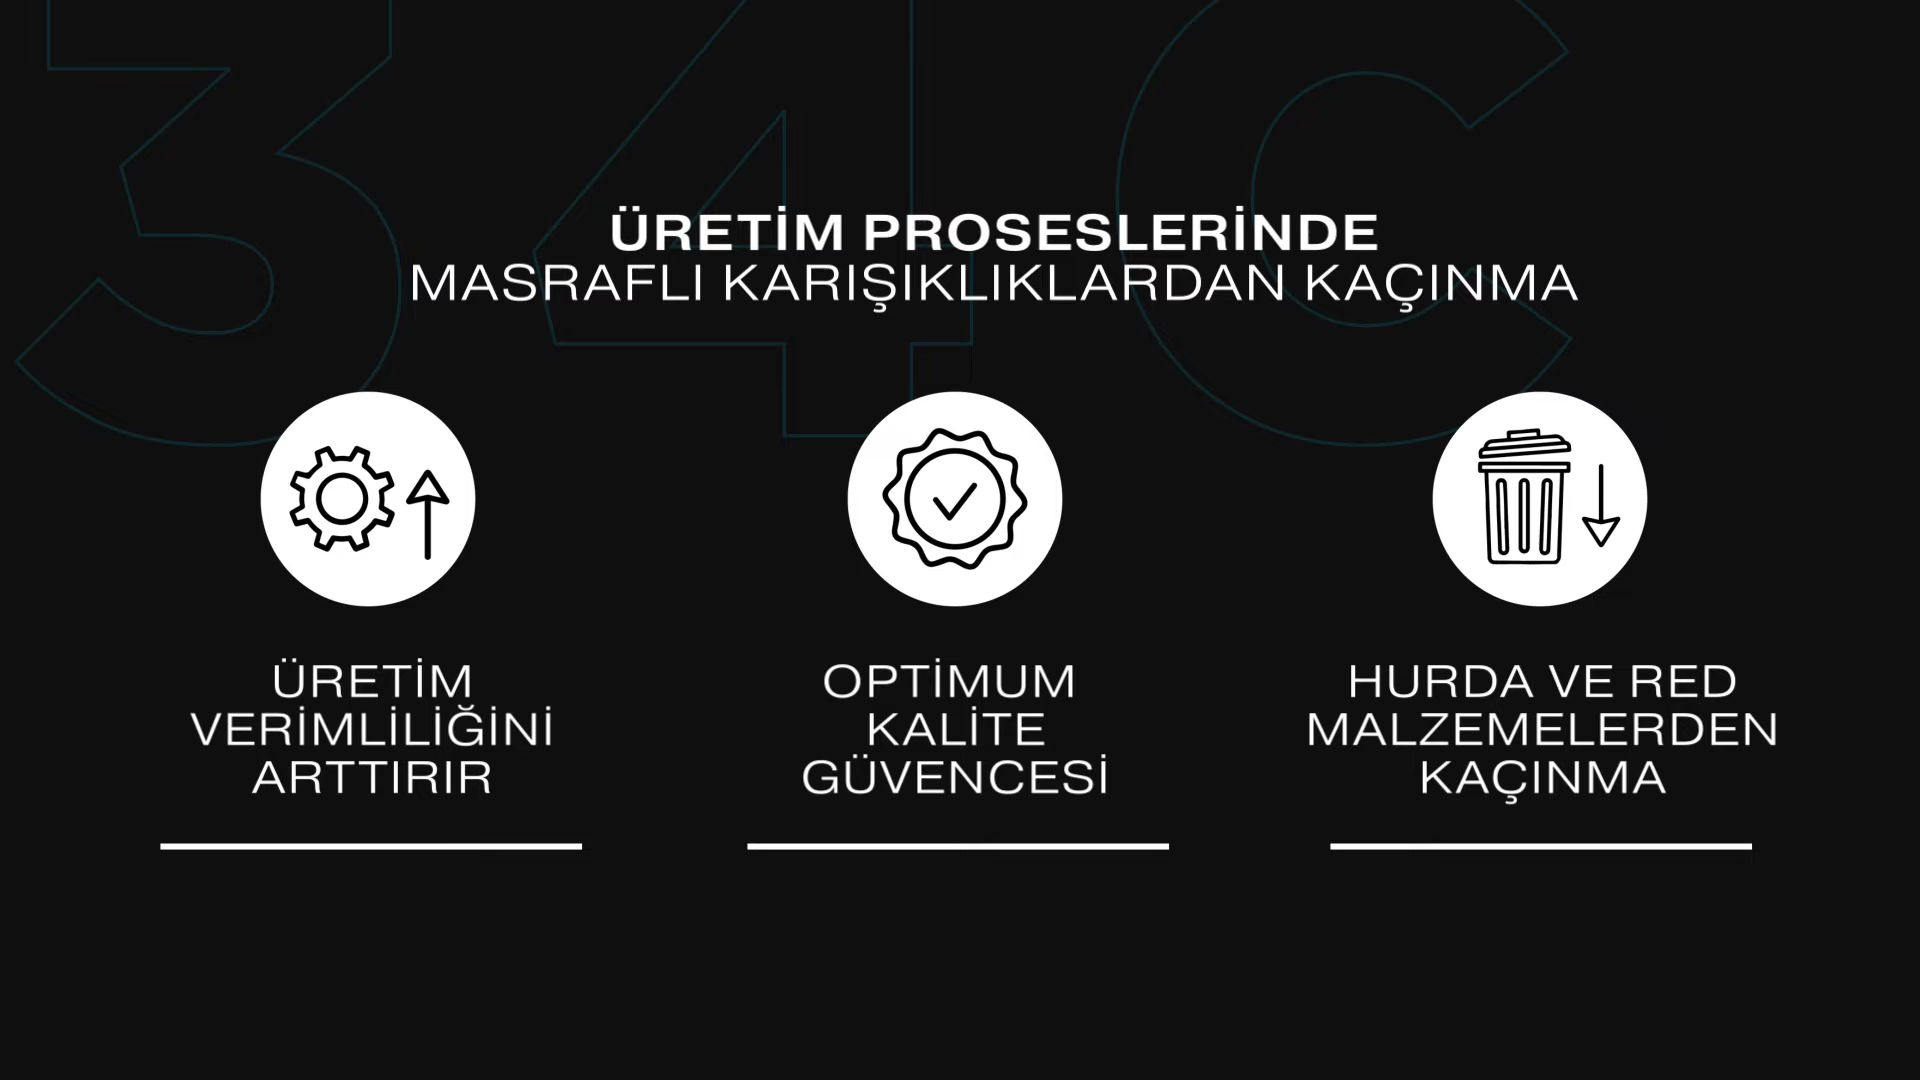 34C
ÜRETİM PROSESLERİNDE
MASRAFLI KARIŞIKLIKLARDAN KAÇINMA
ÜRETİM
VERİMLİLİĞİNİ
ARTTIRIR
OPTİMUM
KALİTE
GÜVENCESİ
HURDA VE RED
MALZEMELERDEN
KAÇINMA